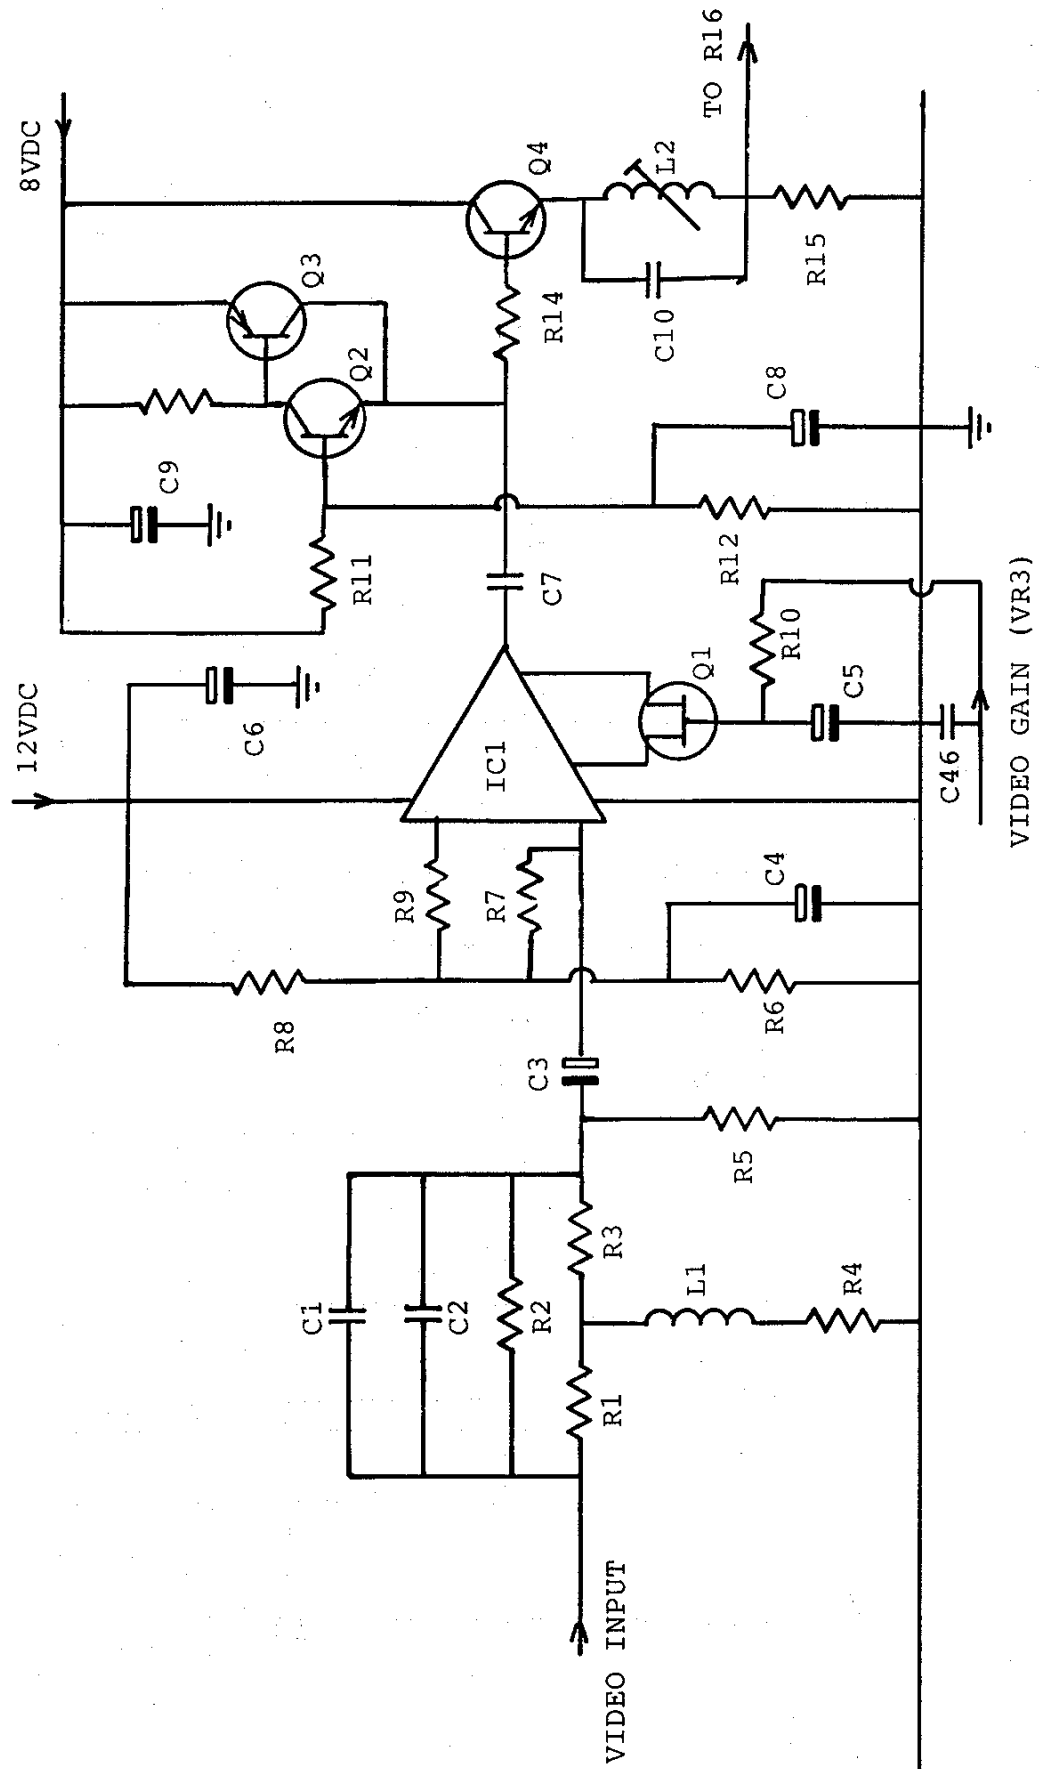 12VDC
8VDC
C6
C9
R11
Q2
Q3
Q4
R14
R8
R9
R7
IC1
C7
C1
C2
R2
C3
Q1
R10
R12
C8
C10
L2
TO R16
VIDEO INPUT
R1
R3
L1
R4
R5
R6
C4
C5
C46
R15
VIDEO GAIN (VR3)